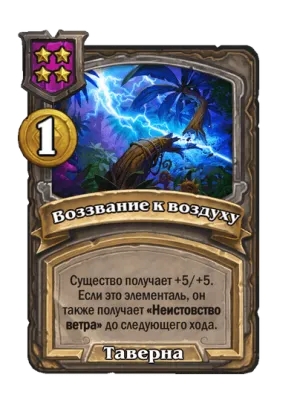 1
Воззвание к воздуху
Существо получает +5/+5.
Если это элементаль, он
также получает «Неистовство
ветра» до следующего хода.
Таверна